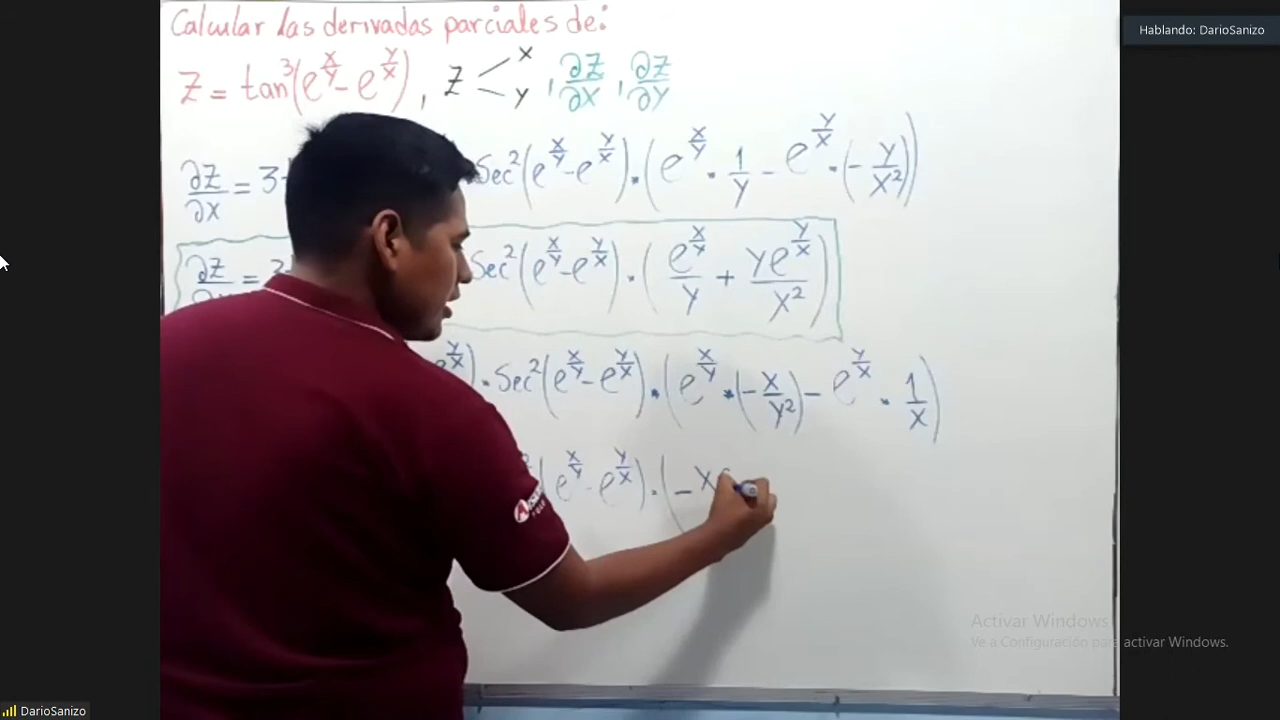 Hablando: DarioSanizo
Calcular las derivadas parciales de:
Z = tan³(e^{x/y} - e^{y/x}), Z < x y, ∂Z/∂x, ∂Z/∂y
∂Z/∂x = 3 Sec²(e^{x/y} - e^{y/x}) · (e^{x/y} · 1/y - e^{y/x} · (-y/x²))
∂Z = Sec²(e^{x/y} - e^{y/x}) · (e^{x/y}/y + ye^{y/x}/x²)
e^{y/x}) · Sec²(e^{x/y} - e^{y/x}) · (e^{x/y} · (-x/y²) - e^{y/x} · 1/x)
(e^{x/y} - e^{y/x}) · (-x
Activar Windows
Ve a Configuración para activar Windows.
DarioSanizo